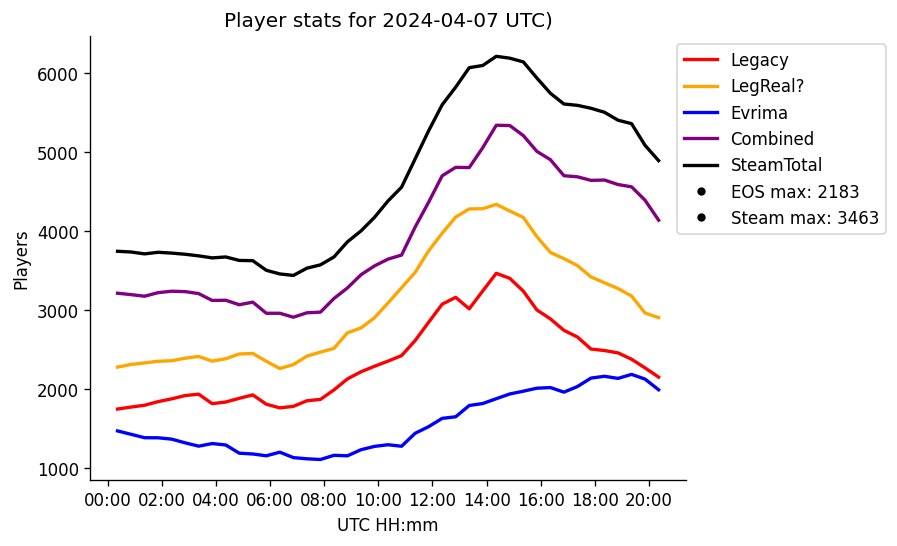 Player stats for 2024-04-07 UTC)
Players
6000
5000
4000
3000
2000
1000
00:00 02:00 04:00 06:00 08:00 10:00 12:00 14:00 16:00 18:00 20:00
UTC HH:mm
Legacy
LegReal?
Evrima
Combined
SteamTotal
EOS max: 2183
Steam max: 3463